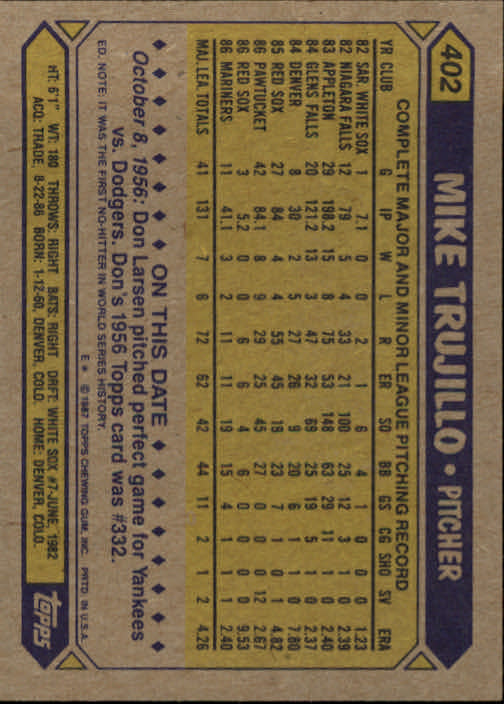 402
MIKE TRUJILLO • PITCHER
COMPLETE MAJOR AND MINOR LEAGUE PITCHING RECORD
YR CLUB G IP W L R ER SO BB GS CG SHO SV ERA
82 SAR. WHITE SOX 1 7.1 0 0 2 1 6 4 1 0 0 0 1.23
82 NIAGARA FALLS 12 79 5 4 33 21 100 25 12 3 1 0 2.39
83 APPLETON 29 198.2 15 8 75 53 148 63 29 11 1 0 2.40
84 GLENS FALLS 20 121.2 13 3 47 32 69 25 19 5 1 0 2.37
84 DENVER 8 30 2 5 27 26 9 20 6 1 0 0 7.80
85 RED SOX 27 84 4 4 55 45 19 23 7 1 0 1 4.82
86 PAWTUCKET 42 84.1 8 9 29 25 45 27 0 0 0 12 2.67
86 RED SOX 3 5.2 0 0 6 6 4 6 0 0 0 0 9.53
86 MARINERS 11 41.1 3 2 11 11 19 15 4 1 1 1 2.40
MAJ. LEA. TOTALS 41 131 7 6 72 62 42 44 11 2 1 2 4.26
ON THIS DATE
October 8, 1956: Don Larsen pitched perfect game for Yankees
vs. Dodgers. Don's 1956 Topps card was #332.
ED. NOTE: IT WAS THE FIRST NO-HITTER IN WORLD SERIES HISTORY.
E* © 1987 TOPPS CHEWING GUM, INC. PRTD. IN U.S.A.
HT: 6'1" WT: 180 THROWS: RIGHT BATS: RIGHT DRFT: WHITE SOX #7-JUNE, 1982
ACQ: TRADE, 8-22-86 BORN: 1-12-60, DENVER, COLO. HOME: DENVER, COLO.
TOPPS